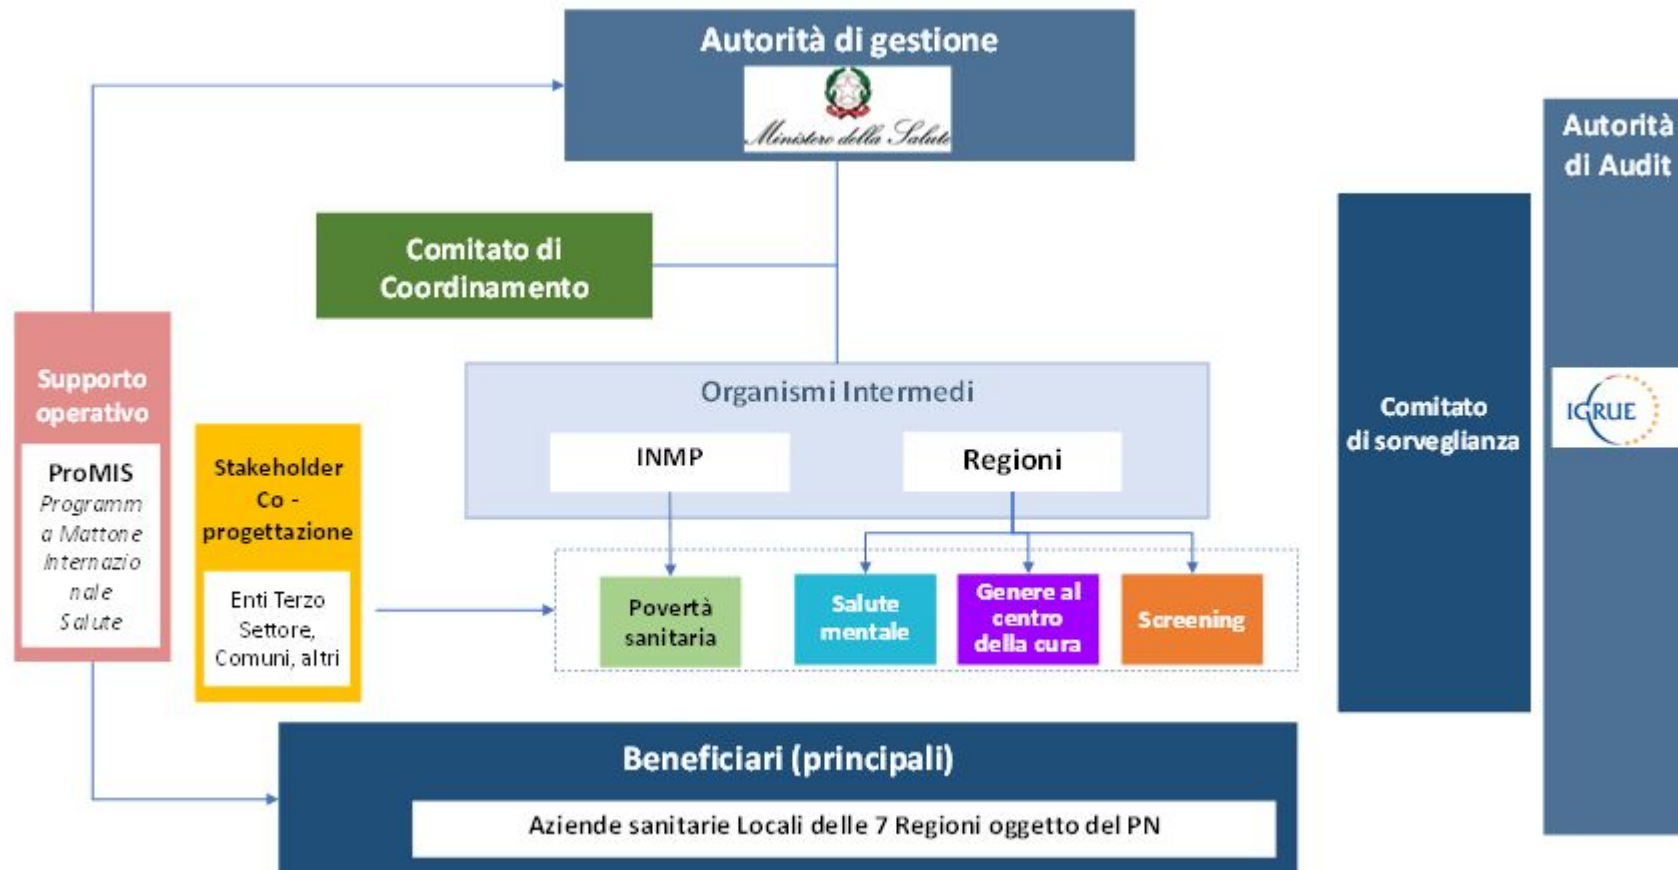 Autorità di gestione
Ministero della Salute
Autorità
di Audit
IGRUE
Comitato di
Coordinamento
Comitato
di sorveglianza
Supporto
operativo
ProMIS
Programm
a Mattone
Internazio
nale
Salute
Stakeholder
Co -
progettazione
Enti Terzo
Settore,
Comuni, altri
Organismi Intermedi
INMP
Regioni
Povertà
sanitaria
Salute
mentale
Genere al
centro
della cura
Screening
Beneficiari (principali)
Aziende sanitarie Locali delle 7 Regioni oggetto del PN